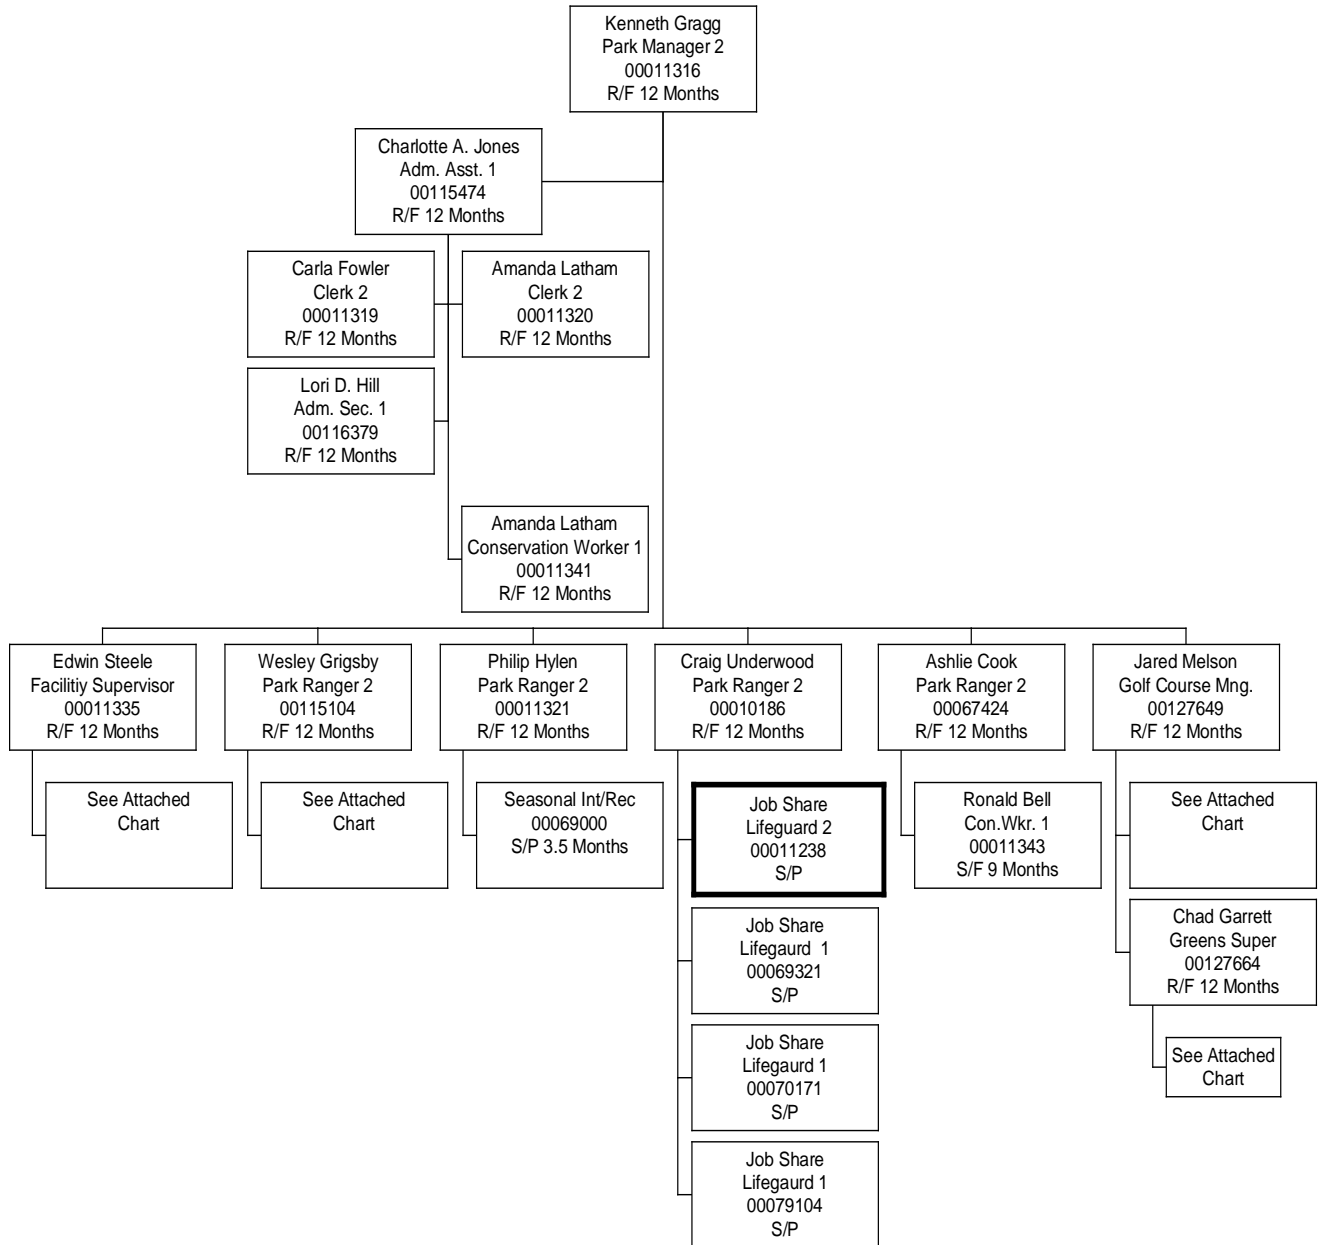 Kenneth Gragg
Park Manager 2
00011316
R/F 12 Months
Charlotte A. Jones
Adm. Asst. 1
00115474
R/F 12 Months
Carla Fowler
Clerk 2
00011319
R/F 12 Months
Amanda Latham
Clerk 2
00011320
R/F 12 Months
Lori D. Hill
Adm. Sec. 1
00116379
R/F 12 Months
Amanda Latham
Conservation Worker 1
00011341
R/F 12 Months
Edwin Steele
Facilitiy Supervisor
00011335
R/F 12 Months
Wesley Grigsby
Park Ranger 2
00115104
R/F 12 Months
Philip Hylen
Park Ranger 2
00011321
R/F 12 Months
Craig Underwood
Park Ranger 2
00010186
R/F 12 Months
Ashlie Cook
Park Ranger 2
00067424
R/F 12 Months
Jared Melson
Golf Course Mng.
00127649
R/F 12 Months
See Attached
Chart
See Attached
Chart
Seasonal Int/Rec
00069000
S/P 3.5 Months
Job Share
Lifeguard 2
00011238
S/P
Ronald Bell
Con.Wkr. 1
00011343
S/F 9 Months
See Attached
Chart
Job Share
Lifegaurd  1
00069321
S/P
Chad Garrett
Greens Super
00127664
R/F 12 Months
Job Share
Lifegaurd 1
00070171
S/P
See Attached
Chart
Job Share
Lifegaurd 1
00079104
S/P